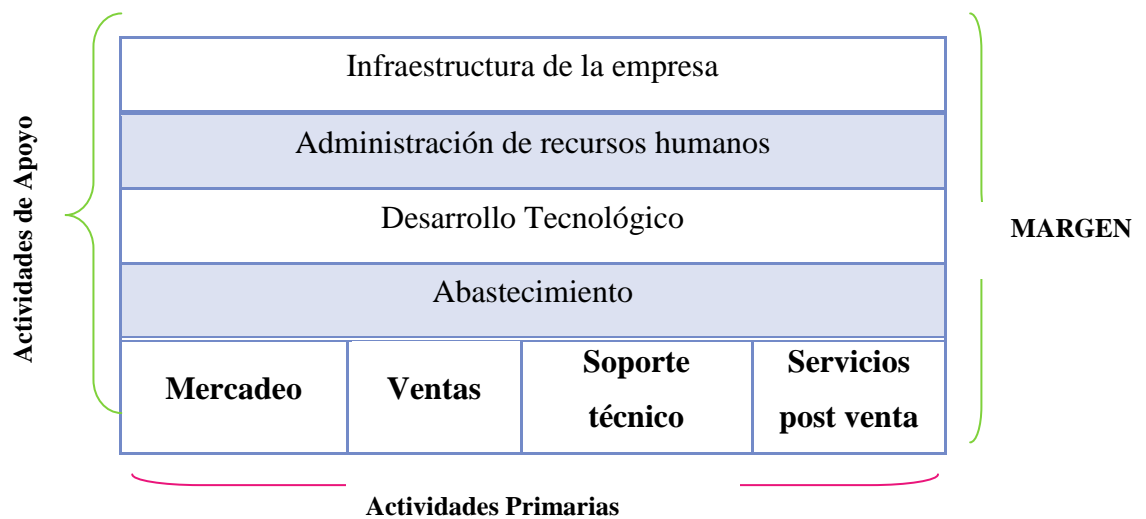 Actividades de Apoyo
Infraestructura de la empresa
Administración de recursos humanos
Desarrollo Tecnológico
Abastecimiento
MARGEN
Mercadeo
Ventas
Soporte
técnico
Servicios
post venta
Actividades Primarias